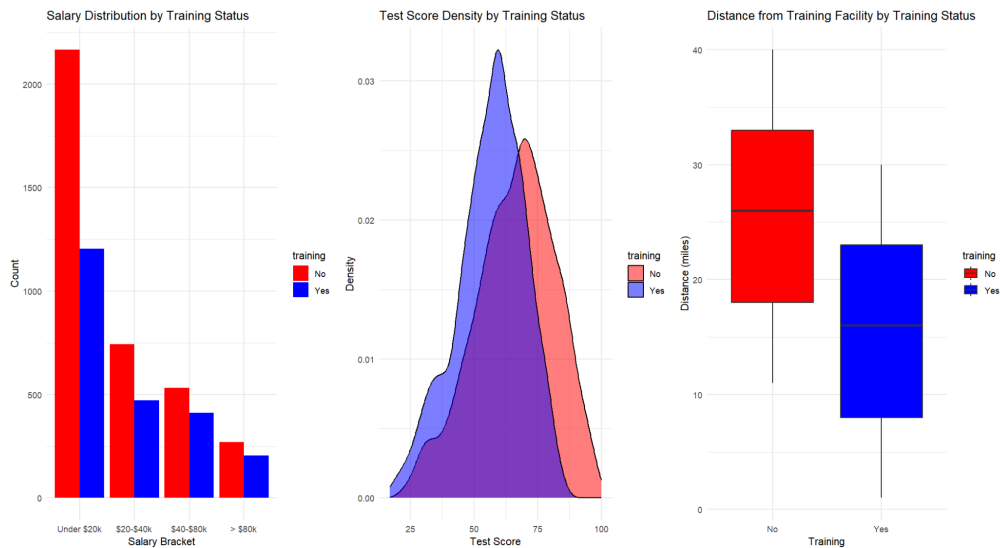 Salary Distribution by Training Status
2000
1500
1000
500
0
Count
Under $20k
$20-$40k
$40-$80k
> $80k
Salary Bracket
training
No
Yes
Test Score Density by Training Status
0.03
0.02
0.01
0.00
Density
25
50
75
100
Test Score
training
No
Yes
Distance from Training Facility by Training Status
40
30
20
10
0
Distance (miles)
No
Yes
Training
training
No
Yes